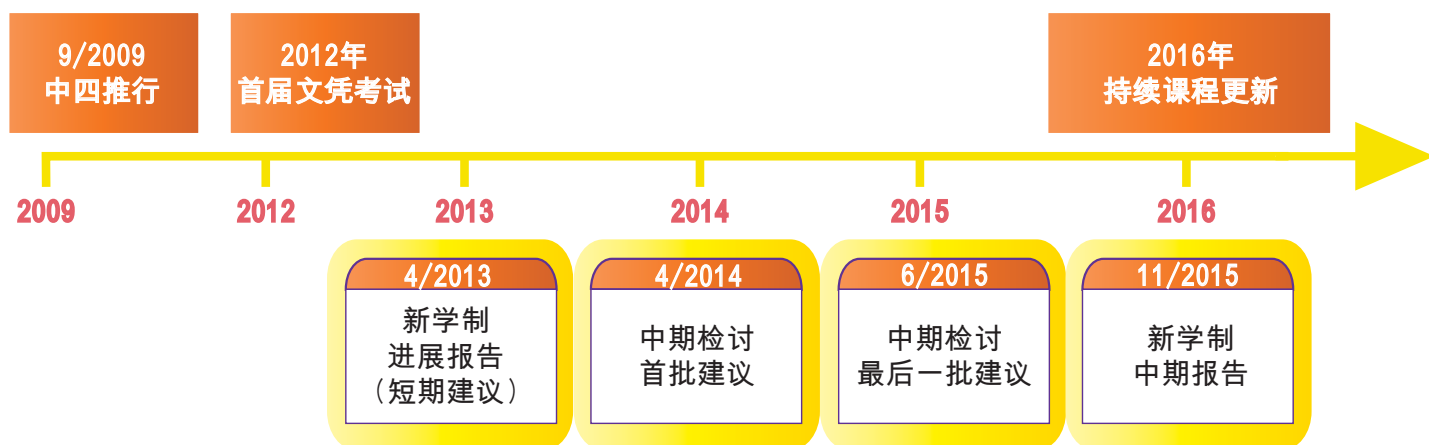 9/2009
中四推行
2012年
首届文凭考试
2016年
持续课程更新
2009
2012
2013
2014
2015
2016
4/2013
新学制
进展报告
（短期建议）
4/2014
中期检讨
首批建议
6/2015
中期检讨
最后一批建议
11/2015
新学制
中期报告